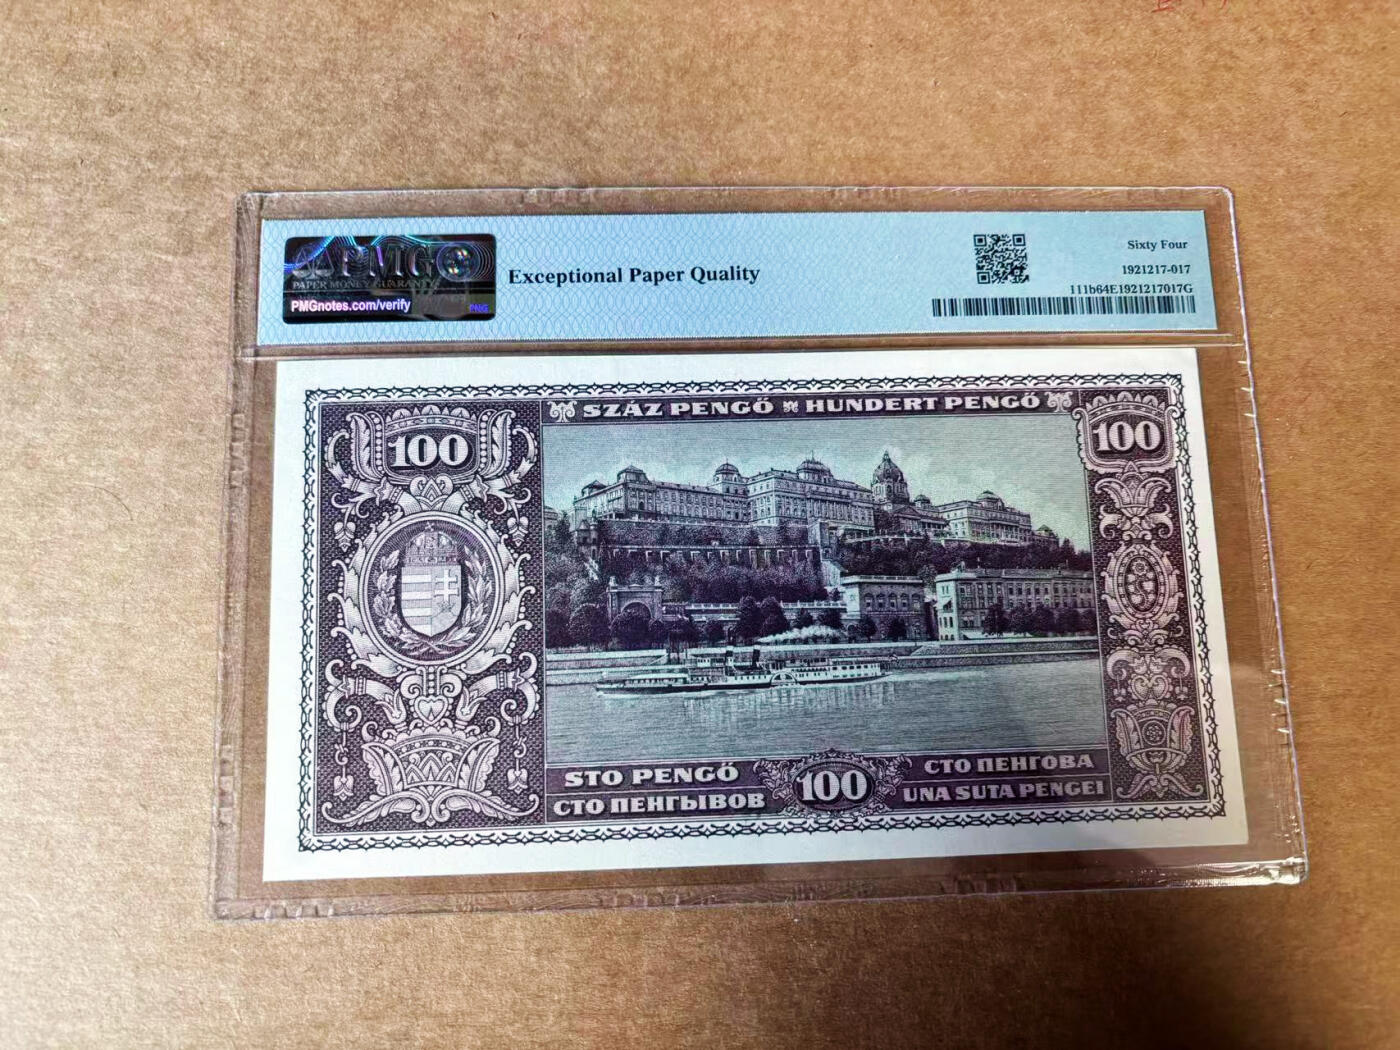 PMG
PAPER MONEY GUARANTY
PMGnotes.com/verify
PMG
Exceptional Paper Quality
Sixty Four
1921217-017
111b64E1921217017G
SZÁZ PENGŐ HUNDERT PENGŐ
100
100
STO PENGŐ
СТО ПЕНГЫВОВ
100
СТО ПЕНГОВА
UNA SUTA PENGEI